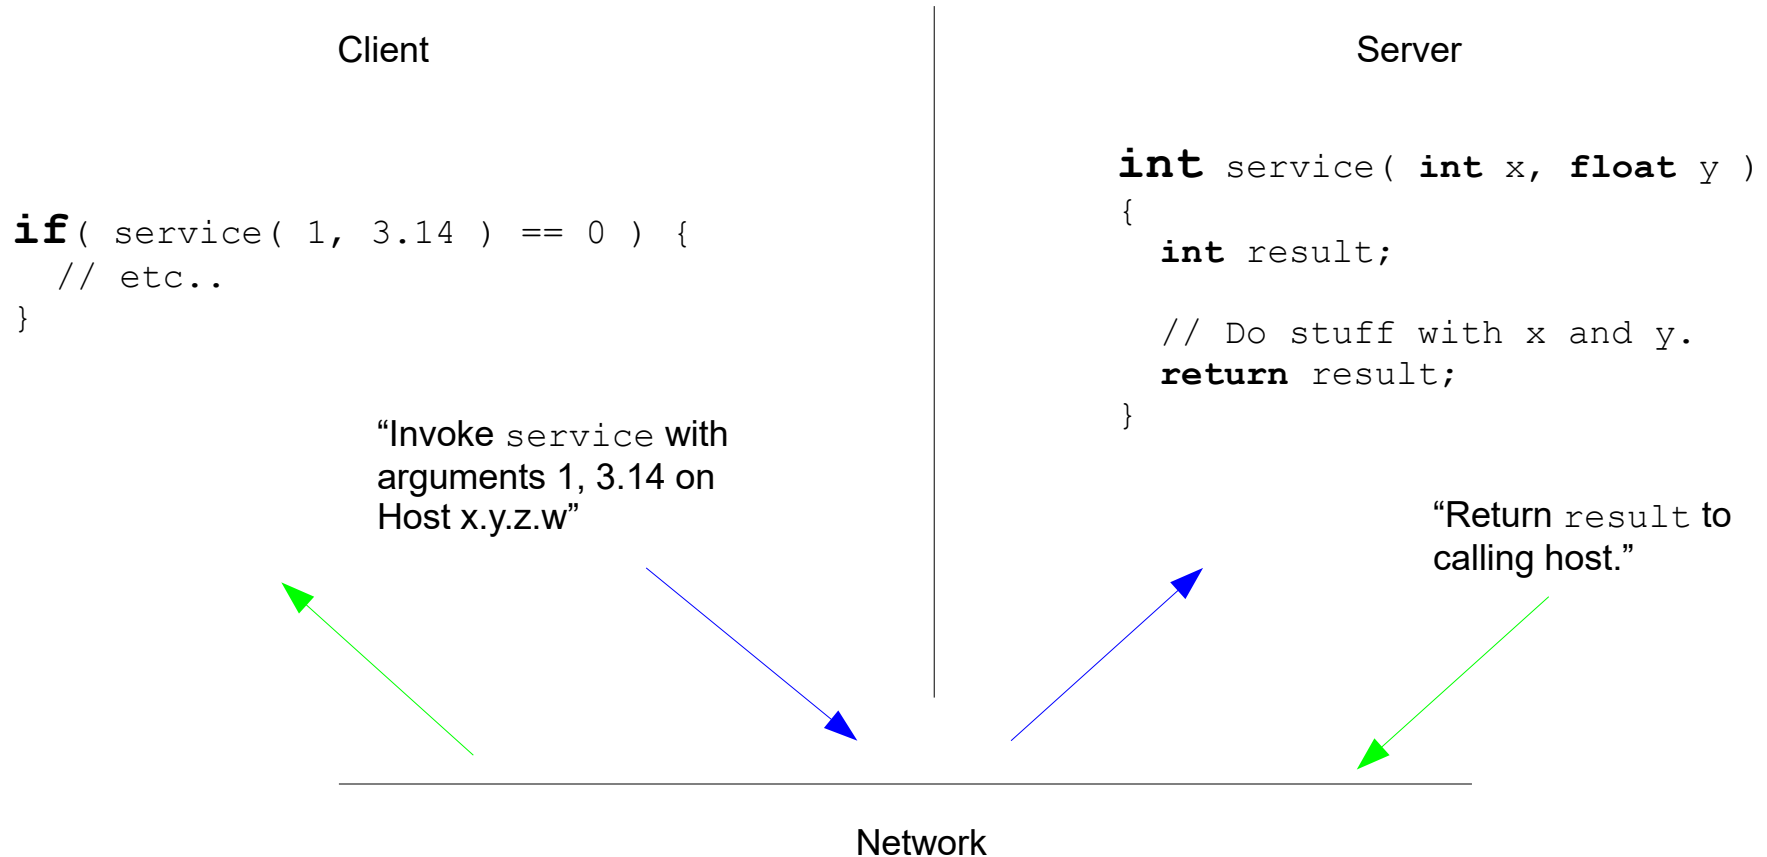 Client
if( service( 1, 3.14 ) == 0 ) {
// etc..
}
“Invoke service with
arguments 1, 3.14 on
Host x.y.z.w”
Server
int service( int x, float y )
{
int result;
// Do stuff with x and y.
return result;
}
“Return result to
calling host.”
Network